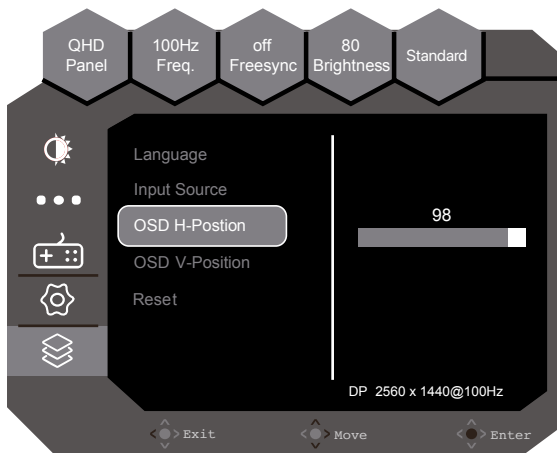 QHD
Panel
100Hz
Freq.
off
Freesync
80
Brightness
Standard
Language
Input Source
OSD H-Postion
OSD V-Position
Reset
98
DP 2560 x 1440@100Hz
Exit
Move
Enter